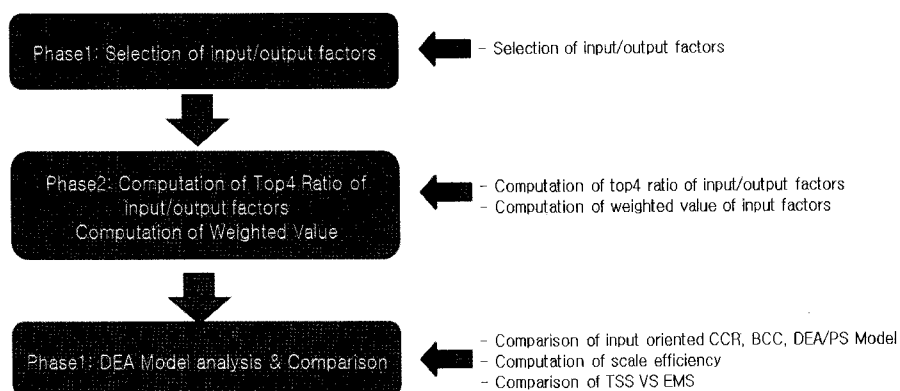 Phase1: Selection of input/output factors
- Selection of input/output factors
Phase2: Computation of Top4 Ratio of
input/output factors
Computation of Weighted Value
- Computation of top4 ratio of input/output factors
- Computation of weighted value of input factors
Phase1: DEA Model analysis & Comparison
- Comparison of input oriented CCR, BCC, DEA/PS Model
- Computation of scale efficiency
- Comparison of TSS VS EMS